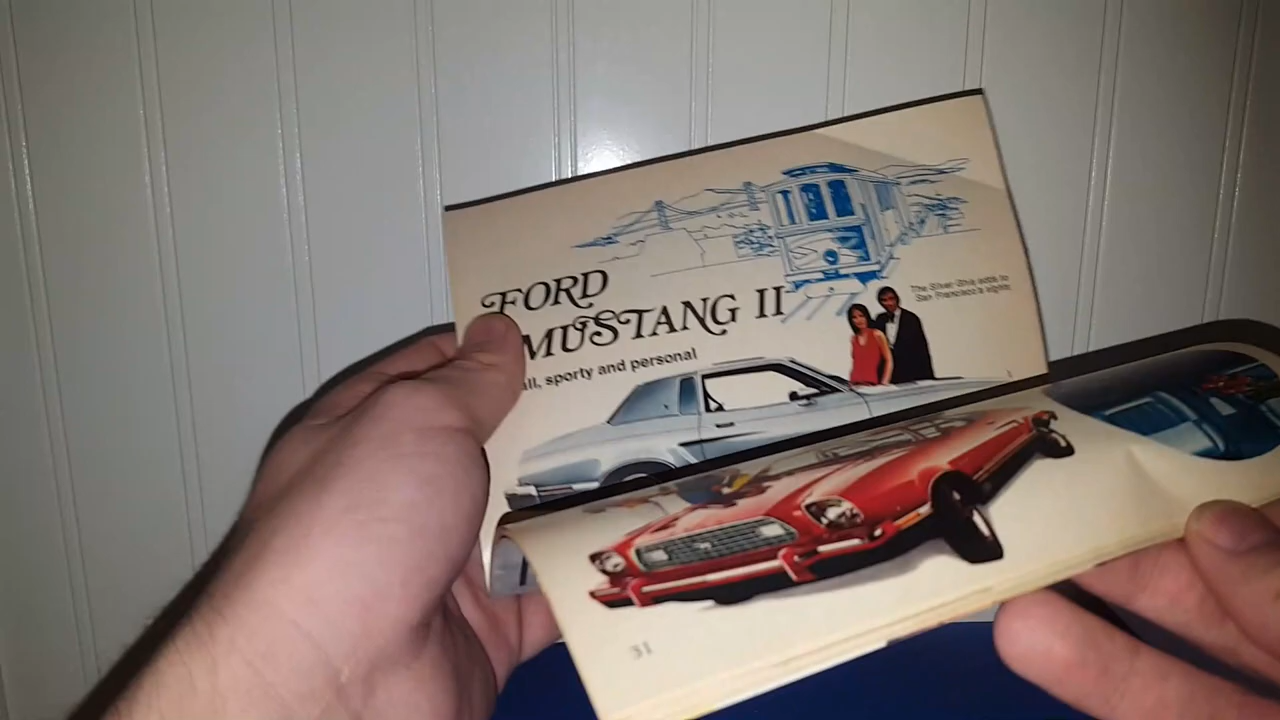 FORD
MUSTANG II
all, sporty and personal
The Silver Ghia adds to
San Francisco's sights
31